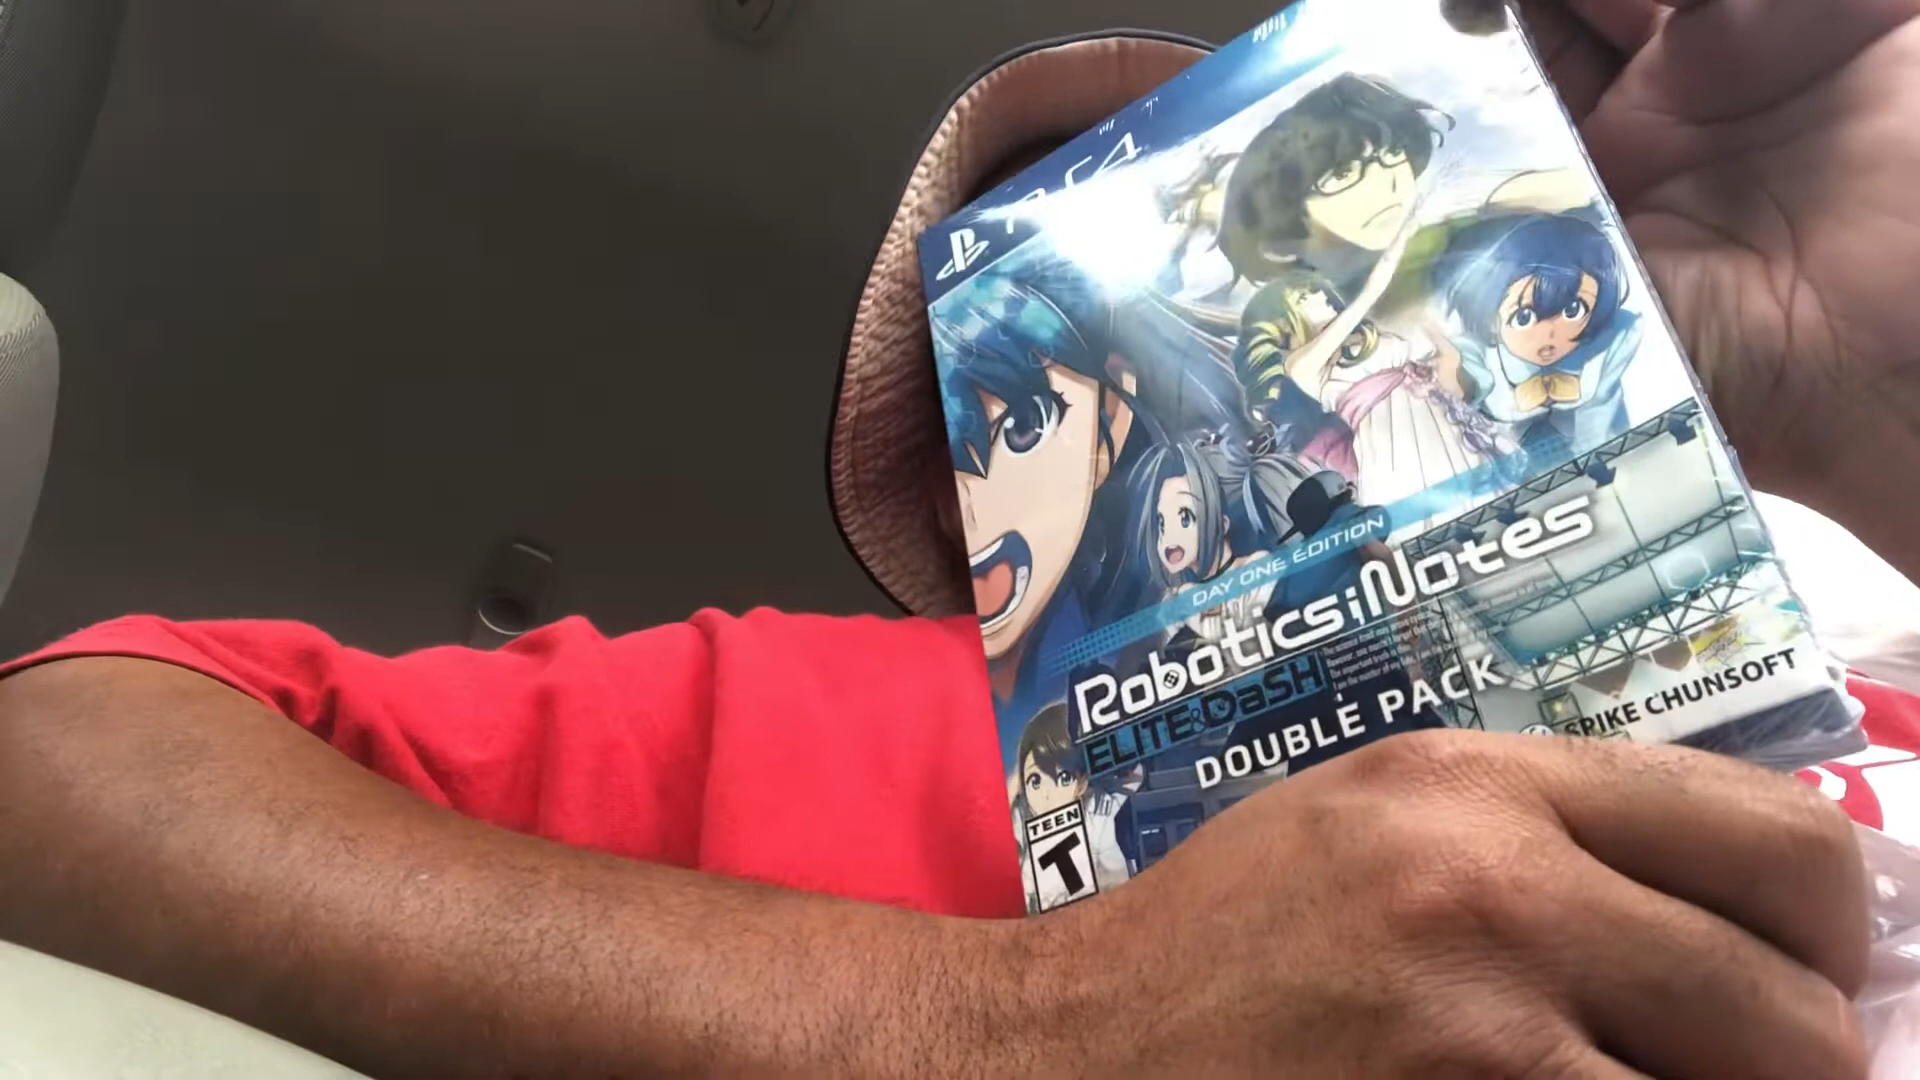 PS4
DAY ONE EDITION
Robotics;Notes
ELITE&DaSH
DOUBLE PACK
SPIKE CHUNSOFT
TEEN
T